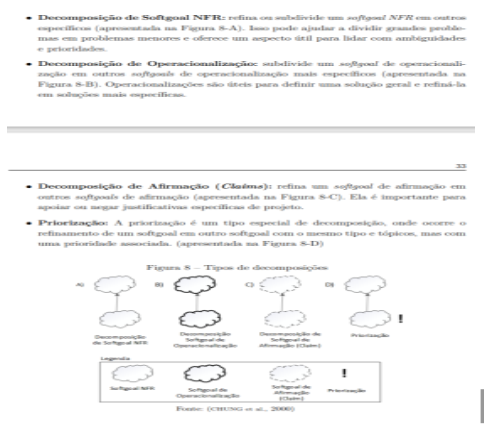 • Decomposição de Softgoal NFR: refina ou subdivide um softgoal NFR em outros
específicos (apresentada na Figura 8-A). Isso pode ajudar a dividir grandes proble-
mas em problemas menores e oferece um aspecto útil para lidar com ambiguidades
e prioridades.
• Decomposição de Operacionalização: subdivide um softgoal de operacionali-
zação em outros softgoals de operacionalização mais específicos (apresentada na
Figura 8-B). Operacionalizações são úteis para definir uma solução geral e refiná-la
em soluções mais específicas.
33
• Decomposição de Afirmação (Claims): refina um softgoal de afirmação em
outros softgoals de afirmação (apresentada na Figura 8-C). Ela é importante para
apoiar ou negar justificativas específicas de projeto.
• Priorização: A priorização é um tipo especial de decomposição, onde ocorre o
refinamento de um softgoal em outro softgoal com o mesmo tipo e tópicos, mas com
uma prioridade associada. (apresentada na Figura 8-D)
Figura 8 – Tipos de decomposições
A) B) C) D)
!
Decomposição
de Softgoal NFR
Decomposição
Softgoal de
Operacionalização
Decomposição de
Softgoal de
Afirmação (Claim)
Priorização
Legenda
!
Softgoal NFR
Softgoal de
Operacionalização
Softgoal de
Afirmação
(Claim)
Priorização
Fonte: (CHUNG et al., 2000)